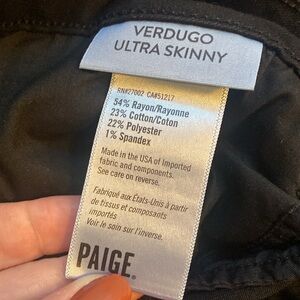 VERDUGO
ULTRA SKINNY
RN#27002 CA#51217
54% Rayon/Rayonne
23% Cotton/Coton
22% Polyester
1% Spandex
Made in the USA of Imported
fabric and components.
See care on reverse.
Fabriqué aux États-Unis à partir
de tissus et composants
importés
Voir le soin sur l'inverse.
PAIGE®